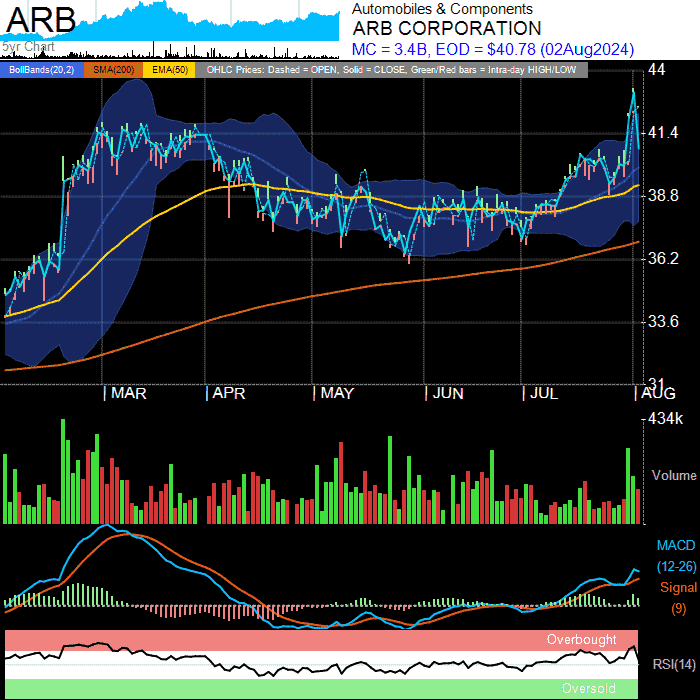 ARB
5yr Chart
Automobiles & Components
ARB CORPORATION
MC = 3.4B, EOD = $40.78 (02Aug2024)
BollBands(20,2) SMA(200) EMA(50) OHLC Prices: Dashed = OPEN, Solid = CLOSE, Green/Red bars = Intra-day HIGH/LOW
44
41.4
38.8
36.2
33.6
31
MAR APR MAY JUN JUL AUG
434k
Volume
MACD
(12-26)
Signal
(9)
Overbought
RSI(14)
Oversold